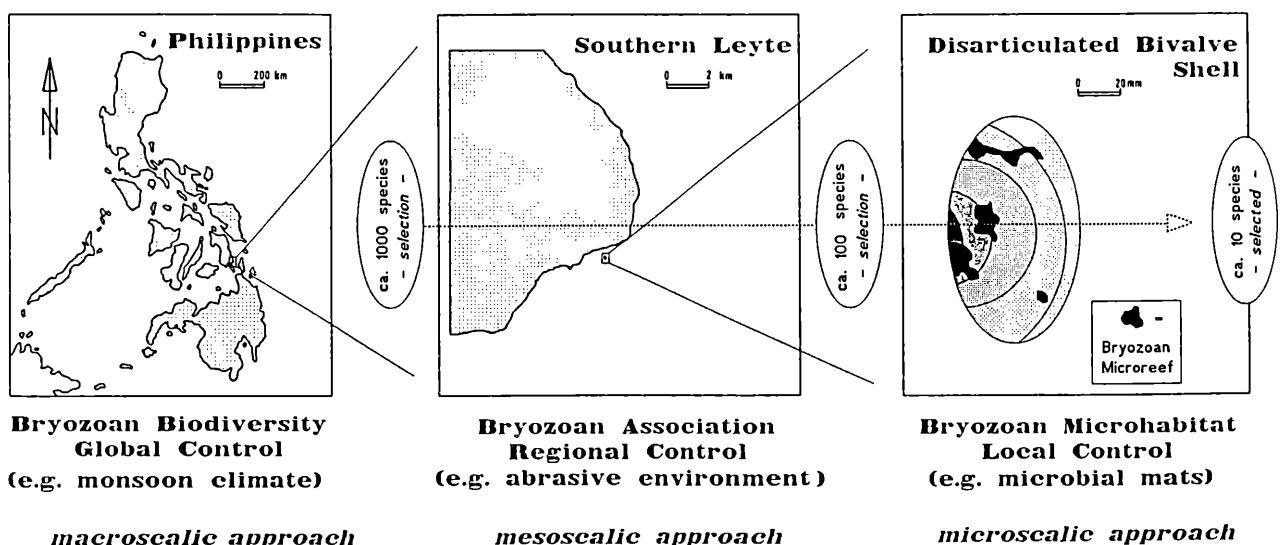 Philippines
0 200 km
N
ca. 1000 species
- selection -
Bryozoan Biodiversity
Global Control
(e.g. monsoon climate)
macroscalic approach
Southern Leyte
0 2 km
ca. 100 species
- selection -
Bryozoan Association
Regional Control
(e.g. abrasive environment)
mesoscalic approach
Disarticulated Bivalve
Shell
0 20mm
ca. 10 species
- selected -
Bryozoan
Microreef
Bryozoan Microhabitat
Local Control
(e.g. microbial mats)
microscalic approach